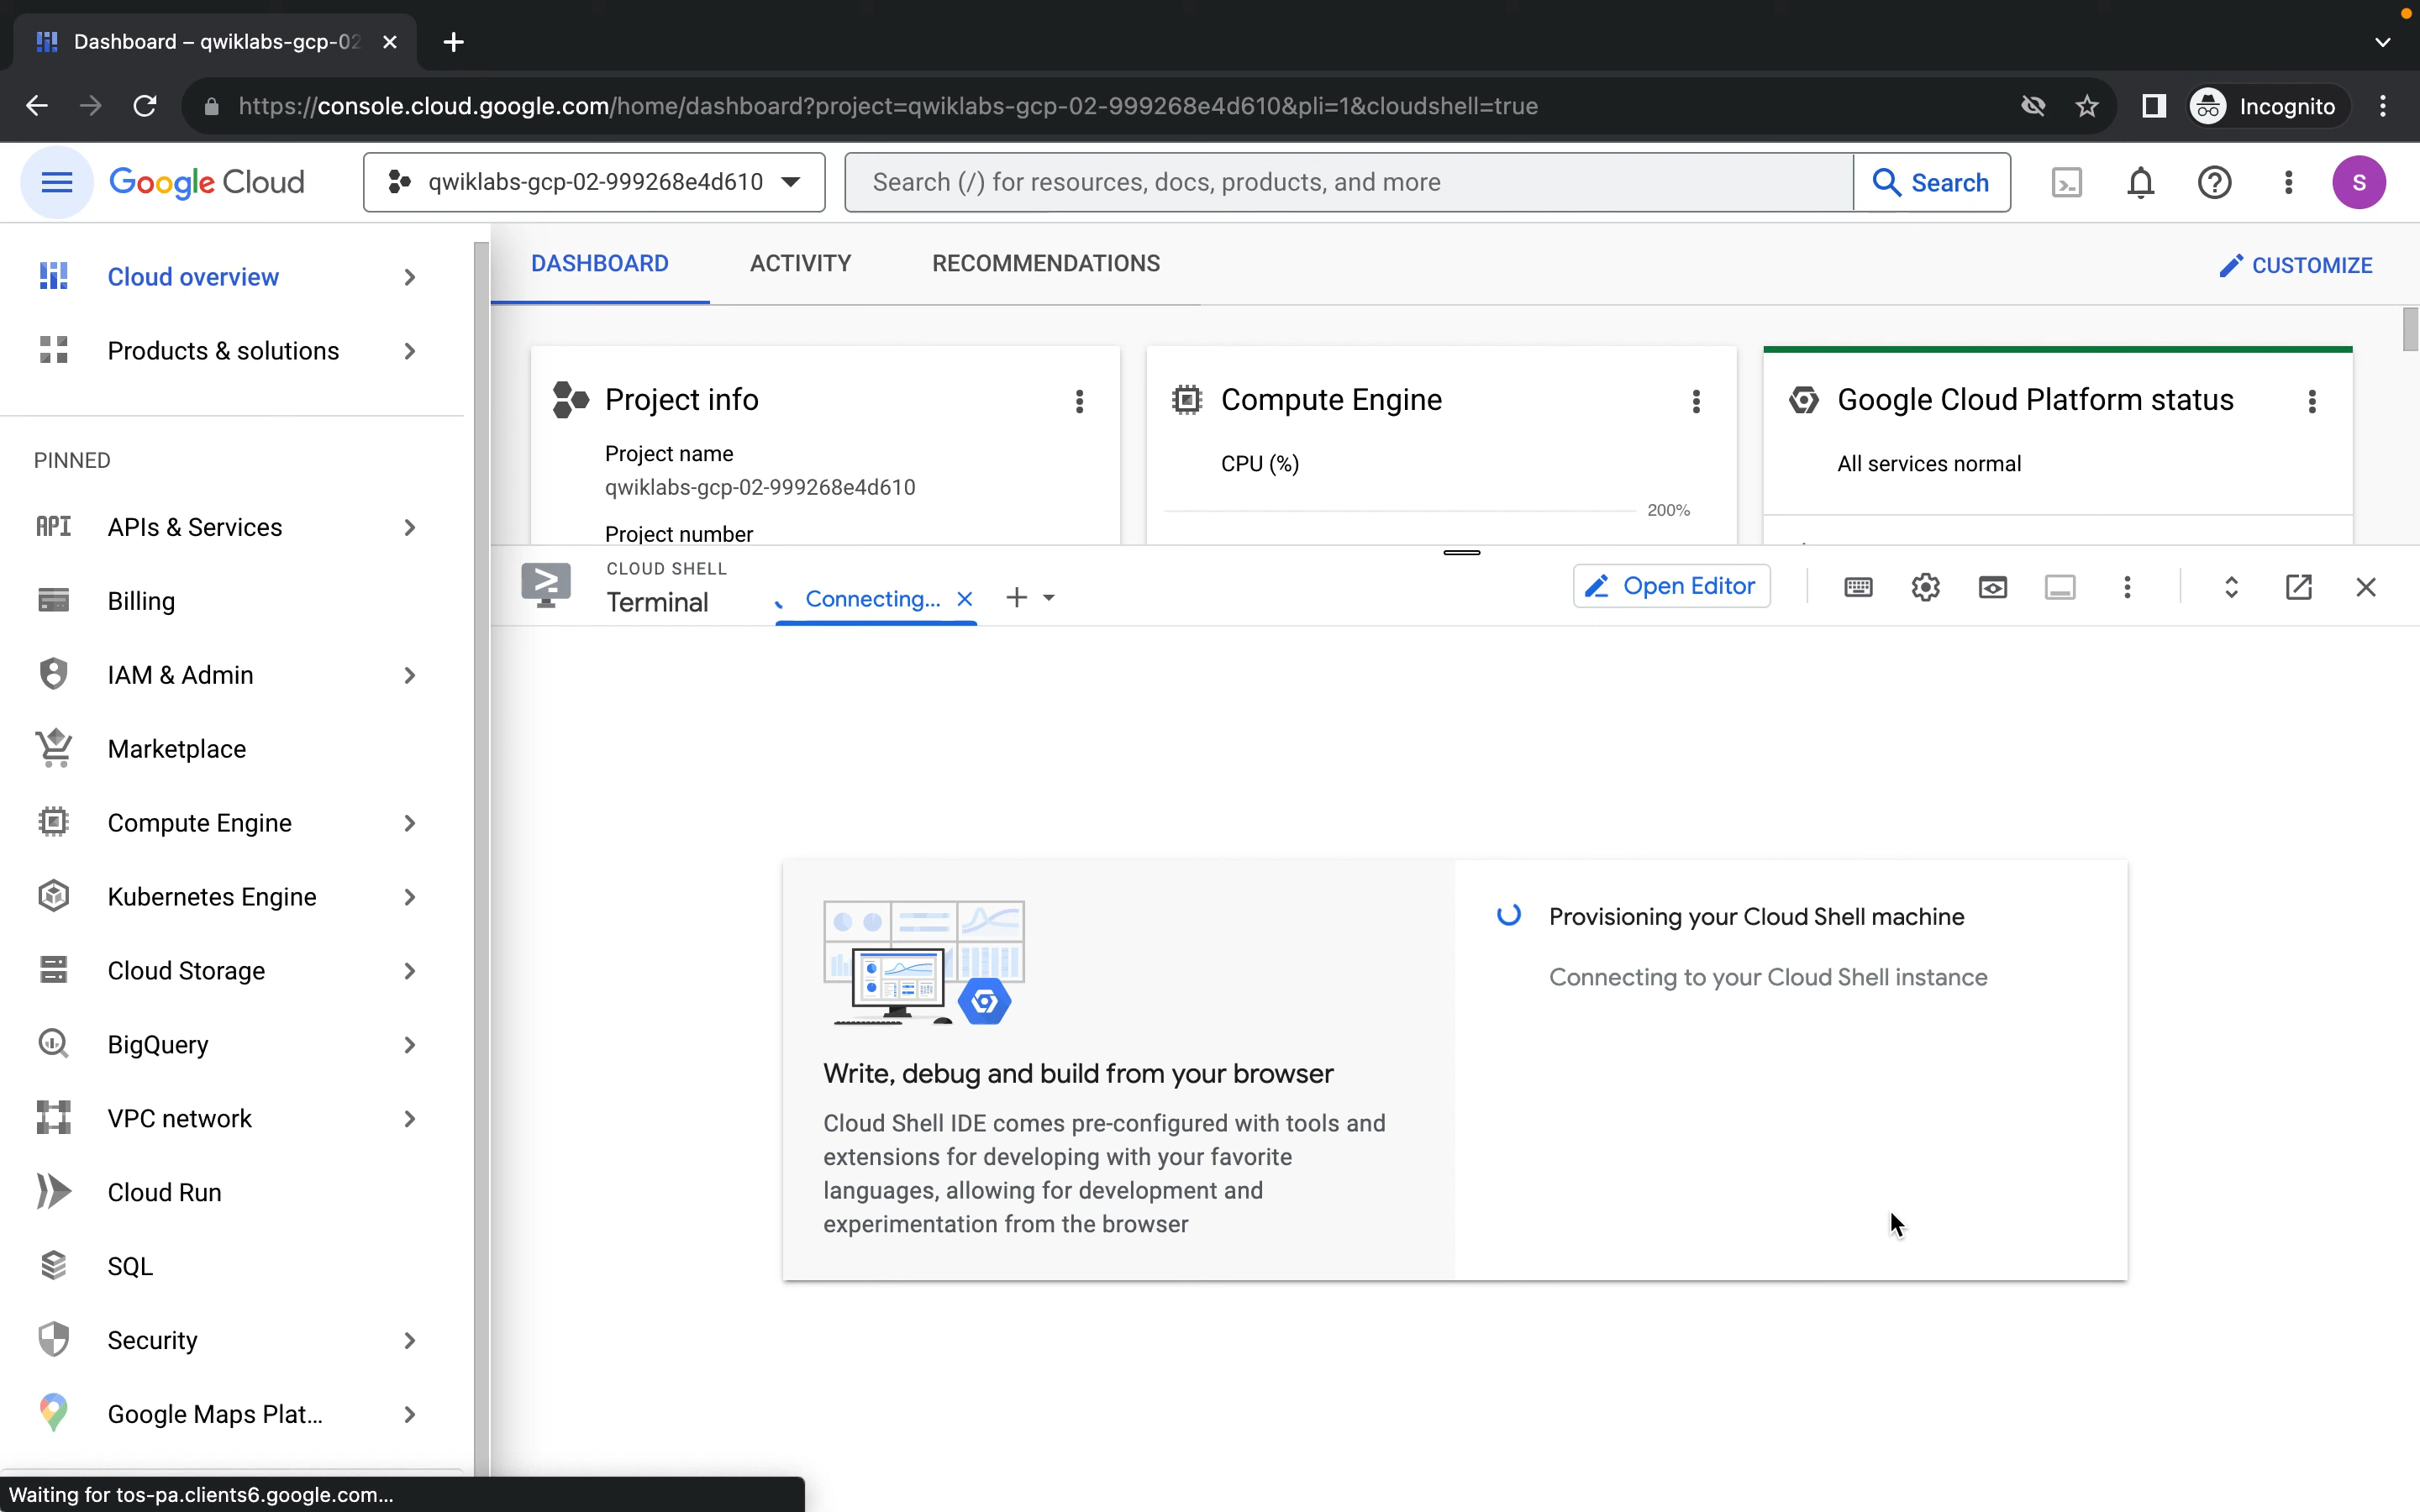 Dashboard – qwiklabs-gcp-02
https://console.cloud.google.com/home/dashboard?project=qwiklabs-gcp-02-999268e4d610&pli=1&cloudshell=true
Incognito
Google Cloud
qwiklabs-gcp-02-999268e4d610
Search (/) for resources, docs, products, and more
Search
S
Cloud overview
Products & solutions
PINNED
API APIs & Services
Billing
IAM & Admin
Marketplace
Compute Engine
Kubernetes Engine
Cloud Storage
BigQuery
VPC network
Cloud Run
SQL
Security
Google Maps Plat...
DASHBOARD
ACTIVITY
RECOMMENDATIONS
CUSTOMIZE
Project info
Project name
qwiklabs-gcp-02-999268e4d610
Project number
Compute Engine
CPU (%)
200%
Google Cloud Platform status
All services normal
CLOUD SHELL
Terminal
Connecting...
Open Editor
Write, debug and build from your browser
Cloud Shell IDE comes pre-configured with tools and
extensions for developing with your favorite
languages, allowing for development and
experimentation from the browser
Provisioning your Cloud Shell machine
Connecting to your Cloud Shell instance
Waiting for tos-pa.clients6.google.com...